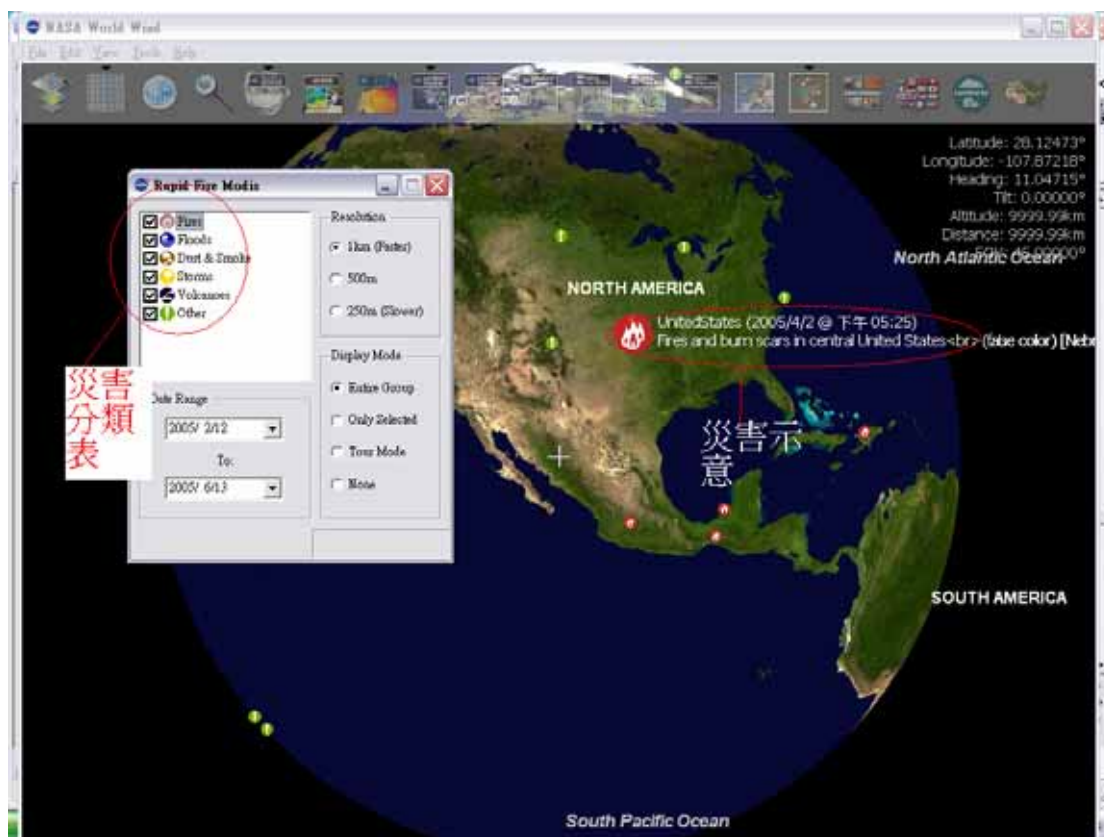 NASA World Wind
File Edit View Tools Help
Latitude: 28.12473°
Longitude: -107.87218°
Heading: 11.04715°
Tilt: 0.00000°
Altitude: 9999.99km
Distance: 9999.99km
North Atlantic Ocean
Rapid Fire Modis
Fires
Floods
Dust & Smoke
Storms
Volcanoes
Other
Resolution
1km (Faster)
500m
250m (Slower)
Display Mode
Entire Group
Only Selected
Tour Mode
None
Date Range
2005/ 2/12
To:
2005/ 6/13
災害
分類
表
NORTH AMERICA
UnitedStates (2005/4/2 @ 下午 05:25)
Fires and burn scars in central United States<br> (false color) [Nebr
災害示
意
SOUTH AMERICA
South Pacific Ocean